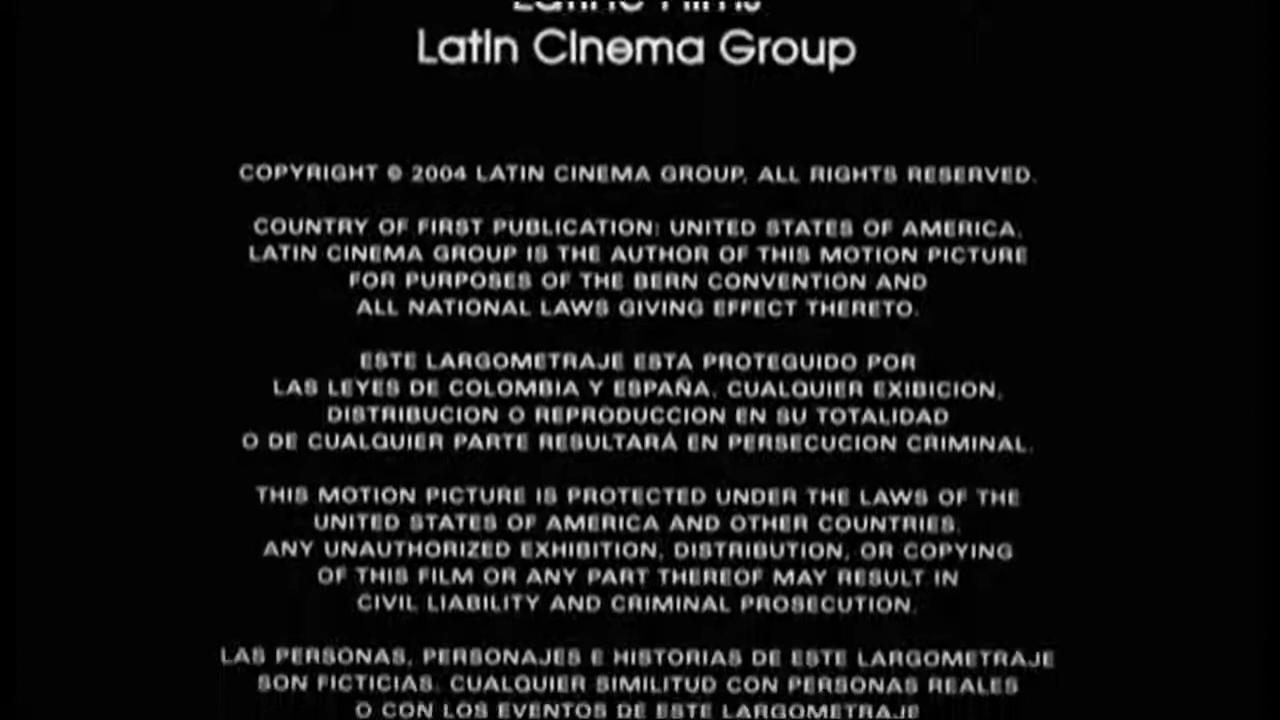 Latino Films
Latin Cinema Group
COPYRIGHT © 2004 LATIN CINEMA GROUP, ALL RIGHTS RESERVED.
COUNTRY OF FIRST PUBLICATION: UNITED STATES OF AMERICA.
LATIN CINEMA GROUP IS THE AUTHOR OF THIS MOTION PICTURE
FOR PURPOSES OF THE BERN CONVENTION AND
ALL NATIONAL LAWS GIVING EFFECT THERETO.
ESTE LARGOMETRAJE ESTA PROTEGUIDO POR
LAS LEYES DE COLOMBIA Y ESPAÑA, CUALQUIER EXIBICION,
DISTRIBUCION O REPRODUCCION EN SU TOTALIDAD
O DE CUALQUIER PARTE RESULTARÁ EN PERSECUCION CRIMINAL.
THIS MOTION PICTURE IS PROTECTED UNDER THE LAWS OF THE
UNITED STATES OF AMERICA AND OTHER COUNTRIES.
ANY UNAUTHORIZED EXHIBITION, DISTRIBUTION, OR COPYING
OF THIS FILM OR ANY PART THEREOF MAY RESULT IN
CIVIL LIABILITY AND CRIMINAL PROSECUTION.
LAS PERSONAS, PERSONAJES E HISTORIAS DE ESTE LARGOMETRAJE
SON FICTICIAS. CUALQUIER SIMILITUD CON PERSONAS REALES
O CON LOS EVENTOS DE ESTE LARGOMETRAJE